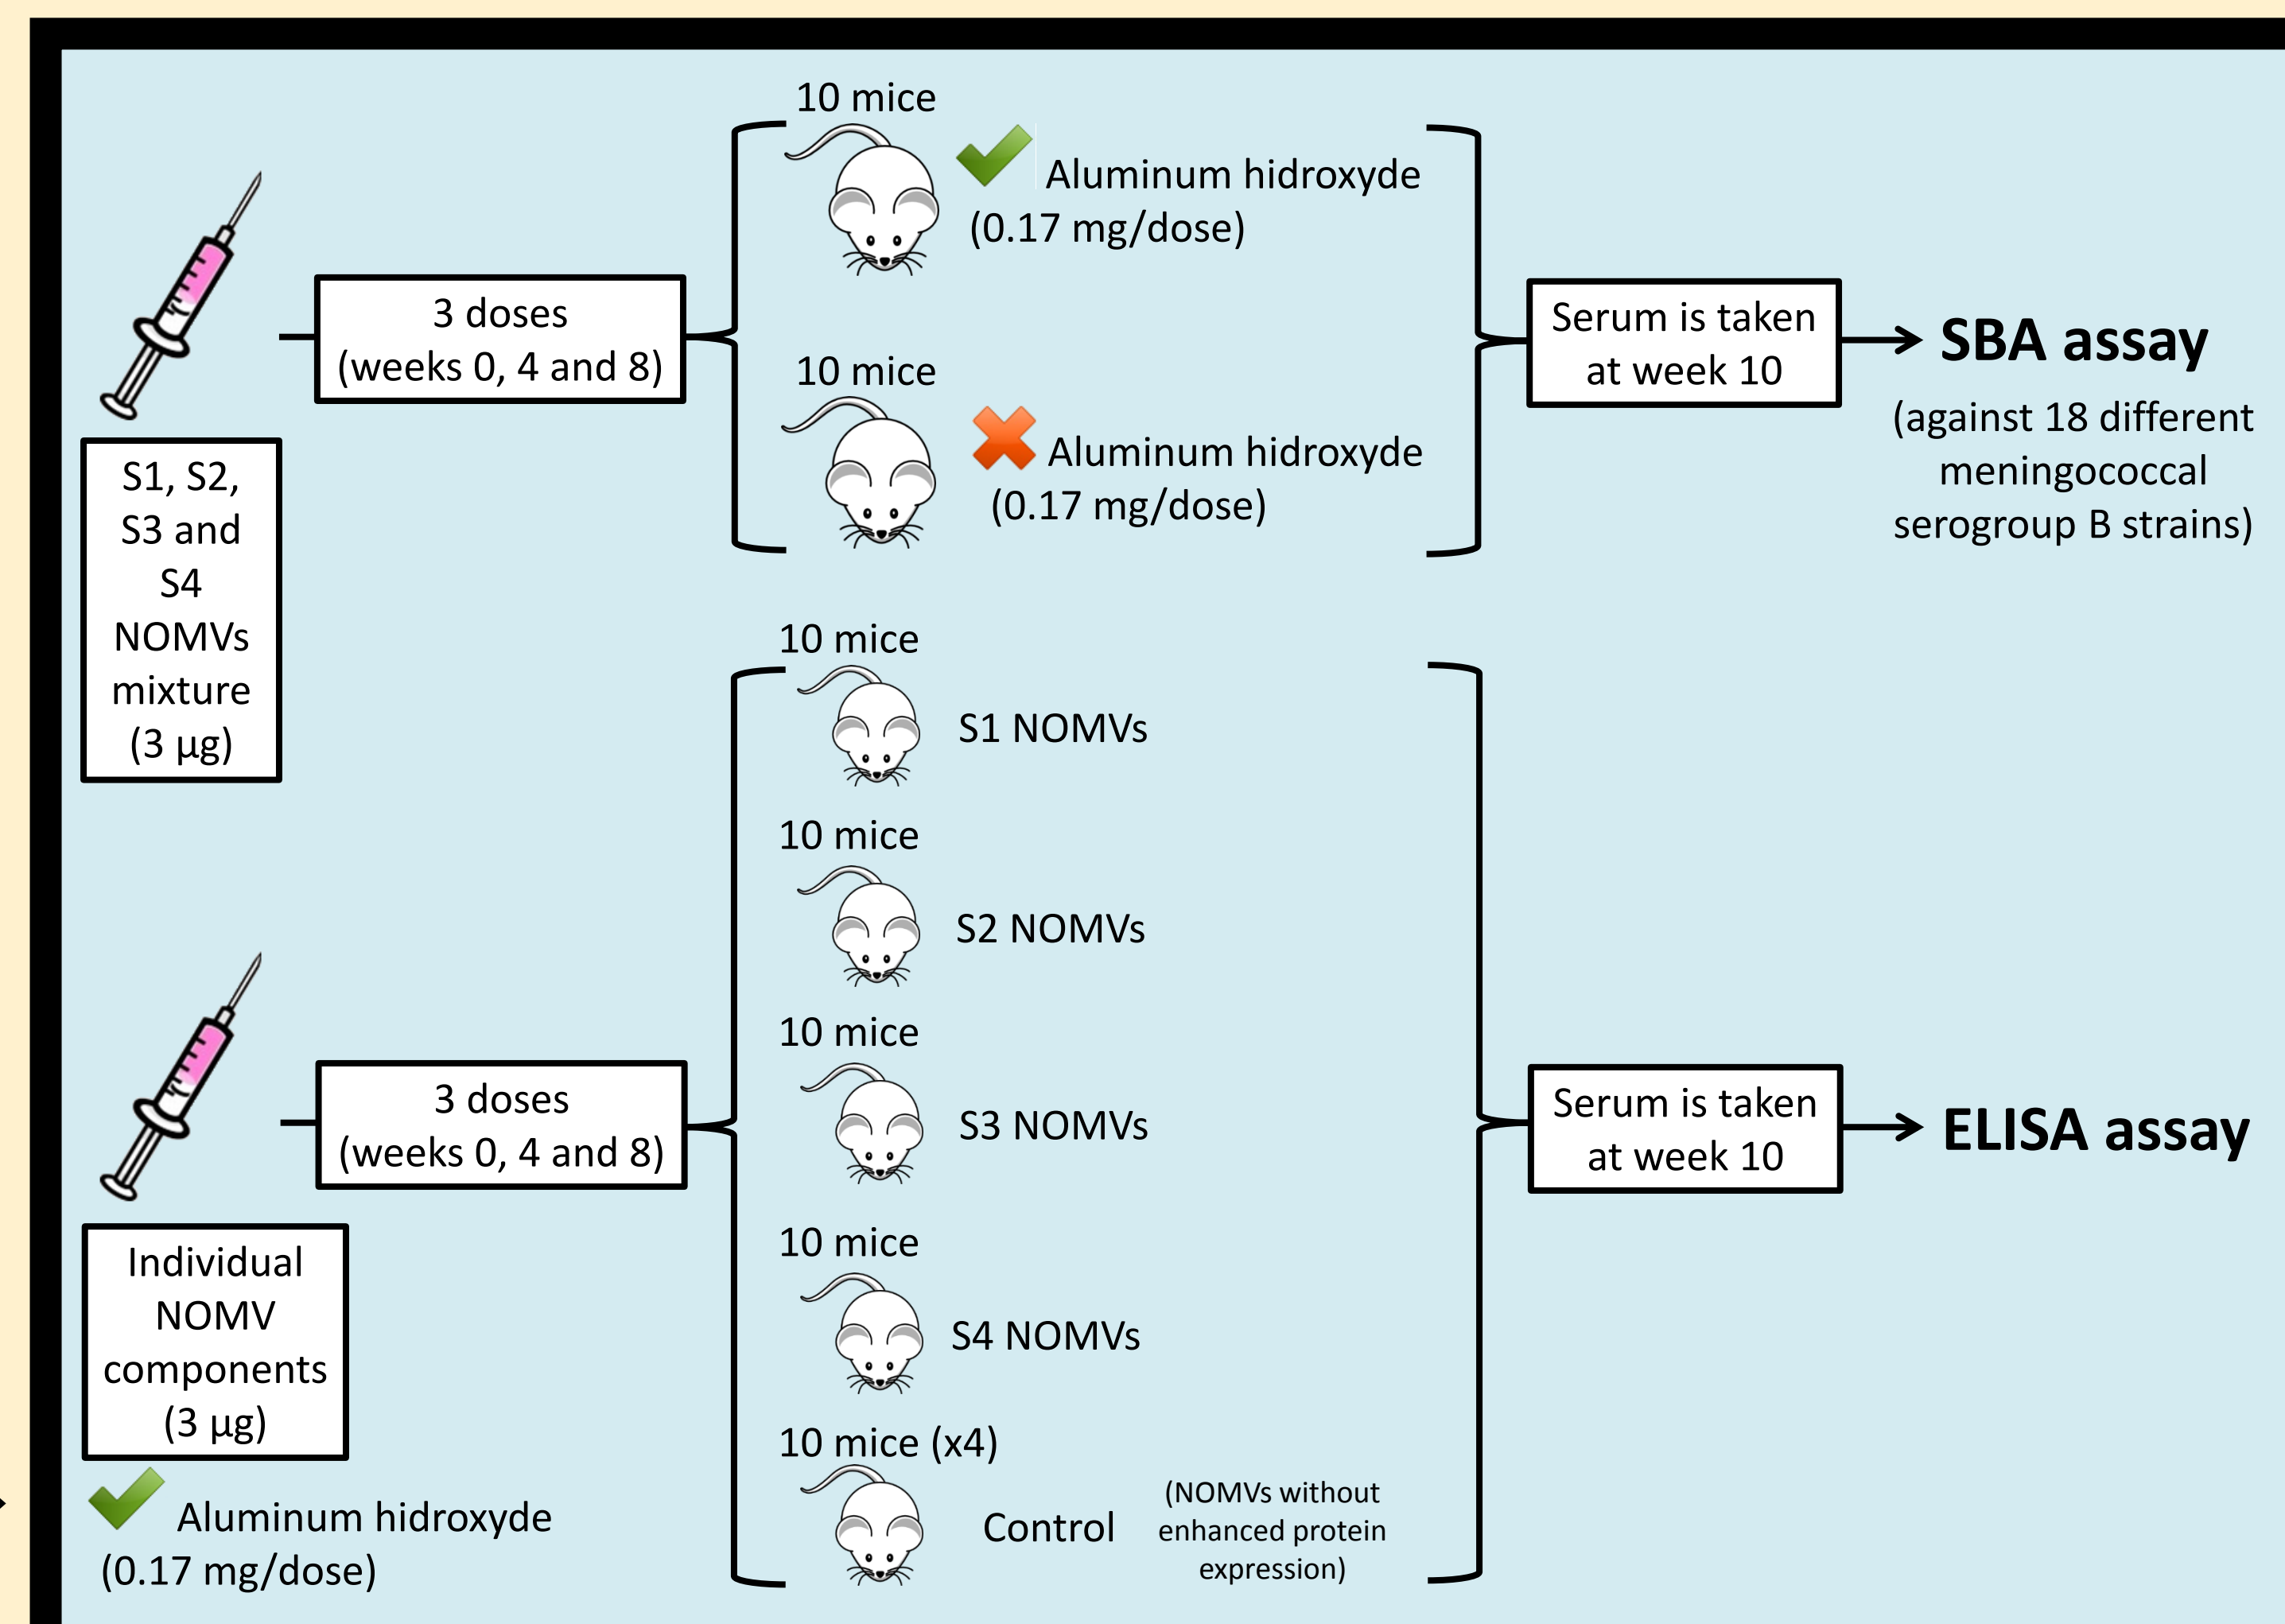 10 mice
Aluminum hidroxyde
(0.17 mg/dose)
3 doses
(weeks 0, 4 and 8)
10 mice
Aluminum hidroxyde
(0.17 mg/dose)
S1, S2,
S3 and
S4
NOMVs
mixture
(3 µg)
Serum is taken
at week 10
SBA assay
(against 18 different
meningococcal
serogroup B strains)
10 mice
S1 NOMVs
10 mice
S2 NOMVs
10 mice
S3 NOMVs
10 mice
S4 NOMVs
10 mice (x4)
Control
(NOMVs without
enhanced protein
expression)
3 doses
(weeks 0, 4 and 8)
Individual
NOMV
components
(3 µg)
Aluminum hidroxyde
(0.17 mg/dose)
Serum is taken
at week 10
ELISA assay